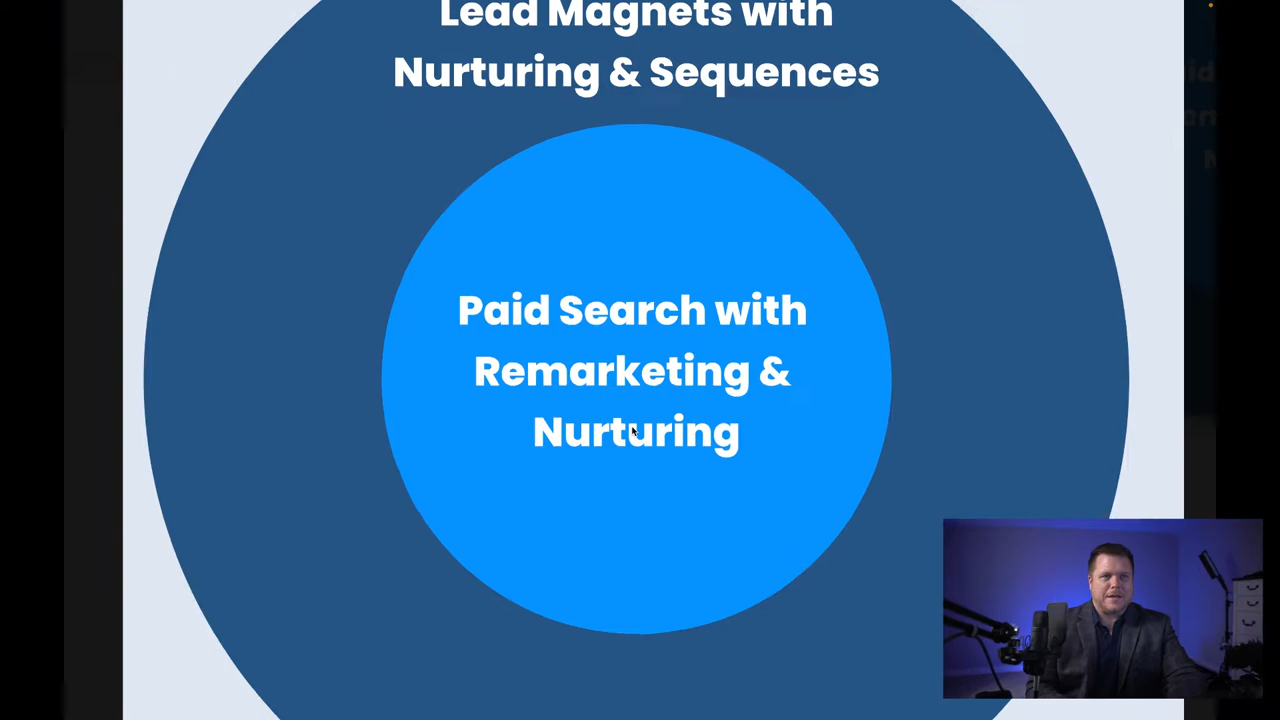 Lead Magnets with
Nurturing & Sequences
Paid Search with
Remarketing &
Nurturing